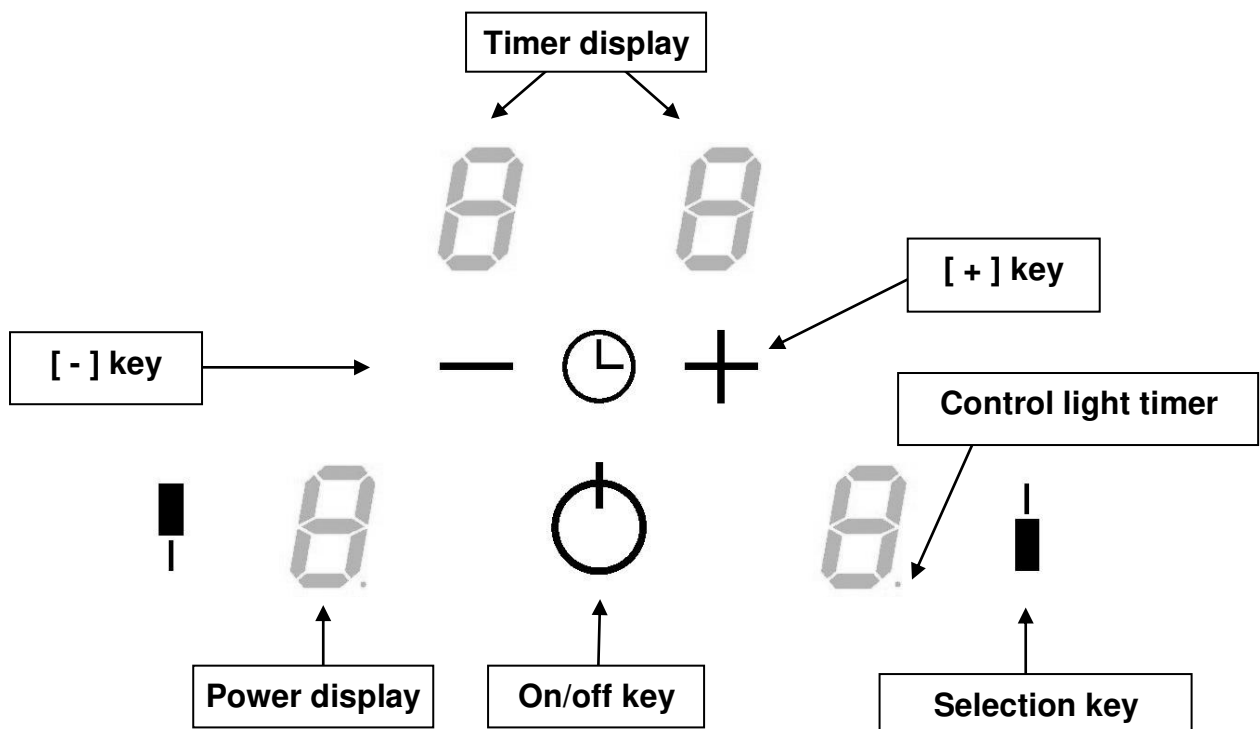 Timer display
[ + ] key
[ - ] key
Control light timer
Power display
On/off key
Selection key